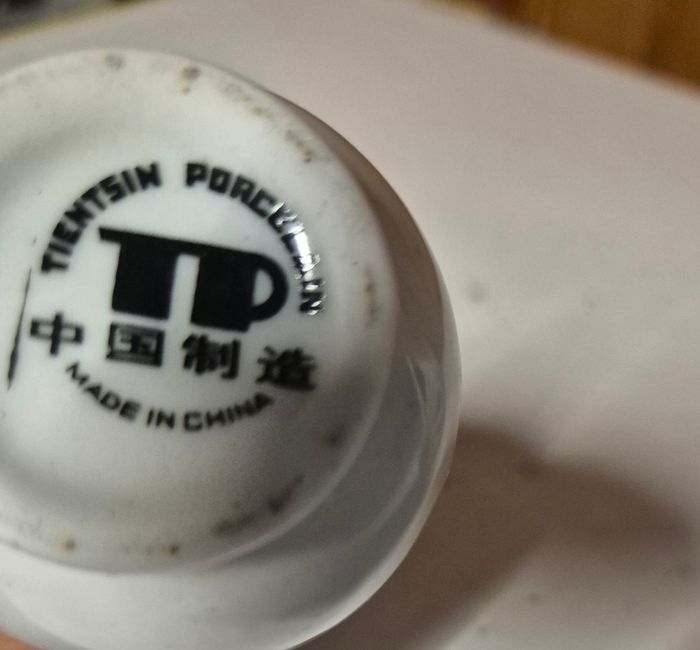 TIENTSIN PORCELAIN
TP
中国制造
MADE IN CHINA